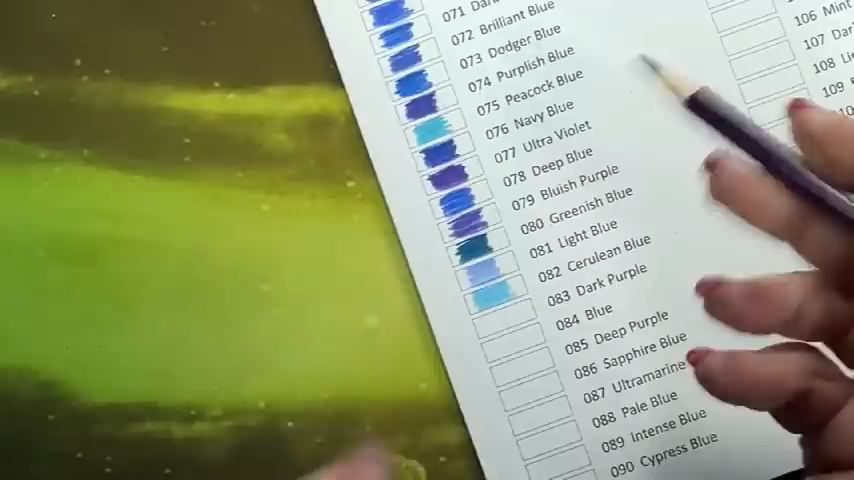 071 Dark
072 Brilliant Blue
073 Dodger Blue
074 Purplish Blue
075 Peacock Blue
076 Navy Blue
077 Ultra Violet
078 Deep Blue
079 Bluish Purple
080 Greenish Blue
081 Light Blue
082 Cerulean Blue
083 Dark Purple
084 Blue
085 Deep Purple
086 Sapphire Blue
087 Ultramarine
088 Pale Blue
089 Intense Blue
090 Cypress Blue
106 Mint
107
108
109